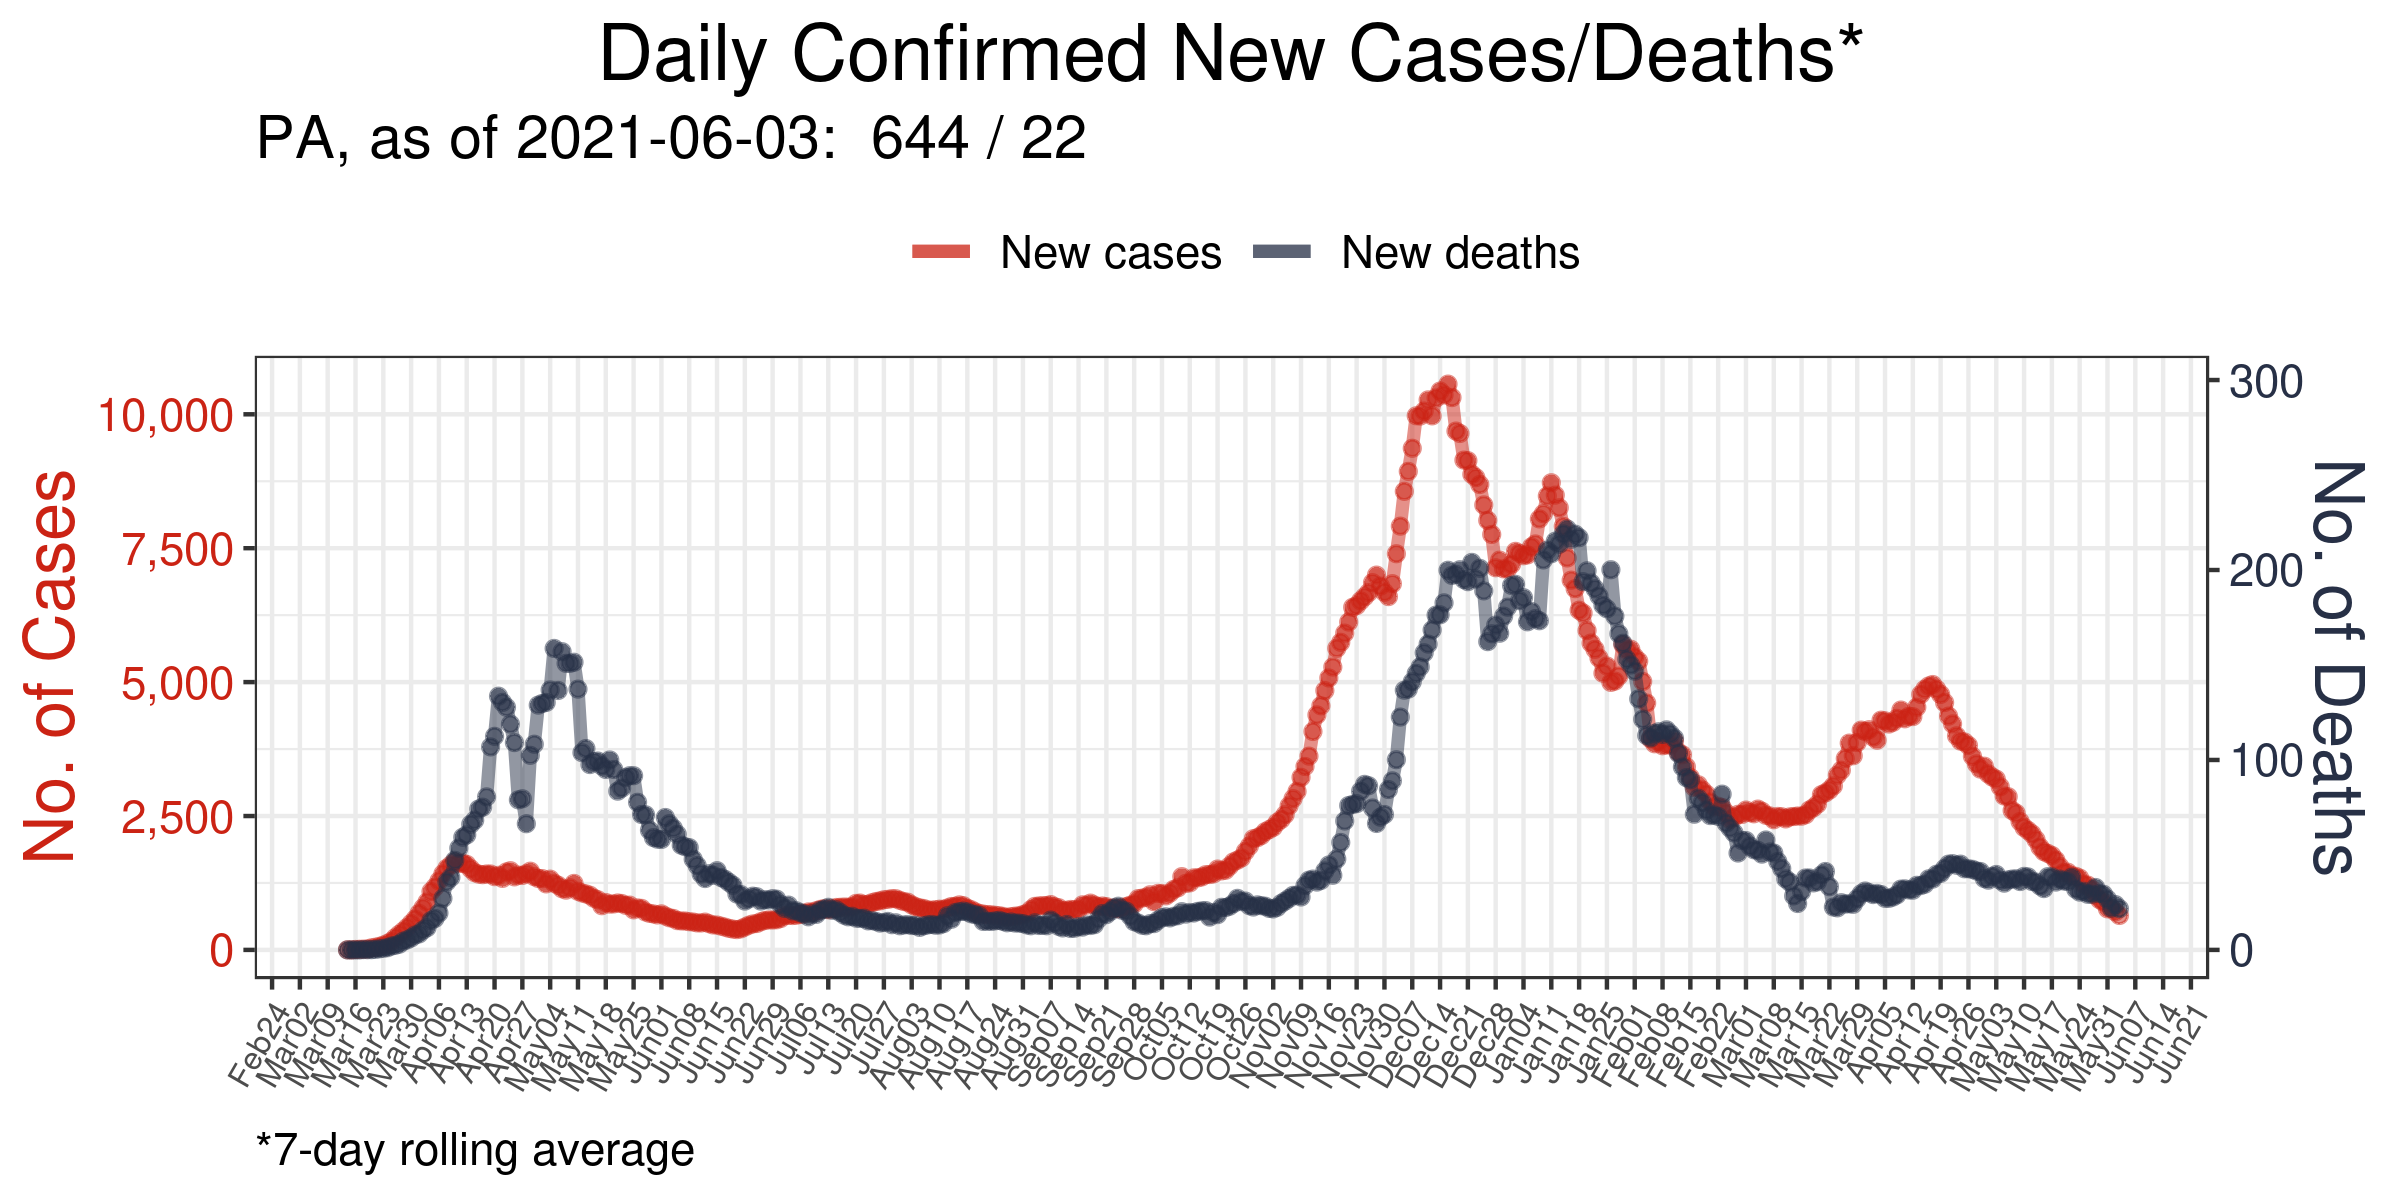 Daily Confirmed New Cases/Deaths*
PA, as of 2021-06-03:  644 / 22
New cases
New deaths
No. of Cases
10,000
7,500
5,000
2,500
0
300
200
100
0
No. of Deaths
Feb24
Mar02
Mar09
Mar16
Mar23
Mar30
Apr06
Apr13
Apr20
Apr27
May04
May11
May18
May25
Jun01
Jun08
Jun15
Jun22
Jun29
Jul06
Jul13
Jul20
Jul27
Aug03
Aug10
Aug17
Aug24
Aug31
Sep07
Sep14
Sep21
Sep28
Oct05
Oct12
Oct19
Oct26
Nov02
Nov09
Nov16
Nov23
Nov30
Dec07
Dec14
Dec21
Dec28
Jan04
Jan11
Jan18
Jan25
Feb01
Feb08
Feb15
Feb22
Mar01
Mar08
Mar15
Mar22
Mar29
Apr05
Apr12
Apr19
Apr26
May03
May10
May17
May24
May31
Jun07
Jun14
Jun21
*7-day rolling average